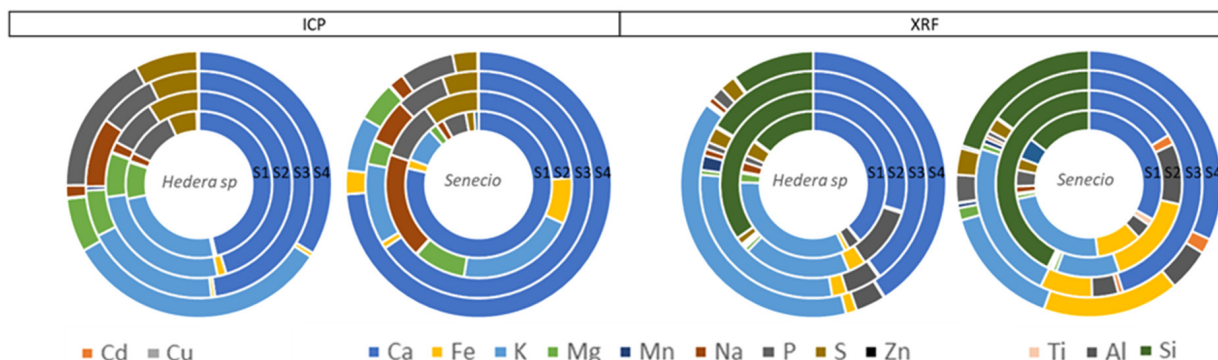 ICP XRF
S1 S2 S3 S4 S1 S2 S3 S4 S1 S2 S3 S4 S1 S2 S3 S4
Hedera sp Senecio Hedera sp Senecio
Cd Cu Ca Fe K Mg Mn Na P S Zn Ti Al Si